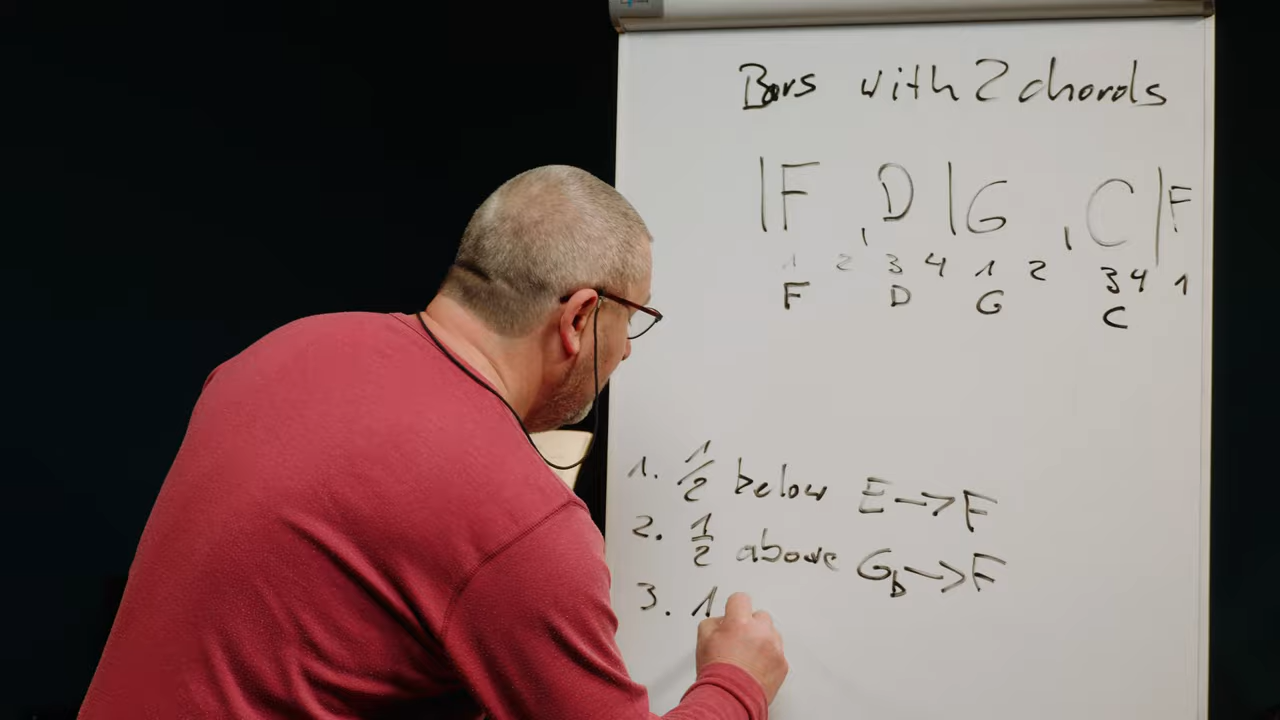 Bars with 2 chords
|F , D |G , C |F
1 2 3 4 1 2 3 4 1
F D G C
1. 1/2 below E→F
2. 1/2 above Gb→F
3. 1